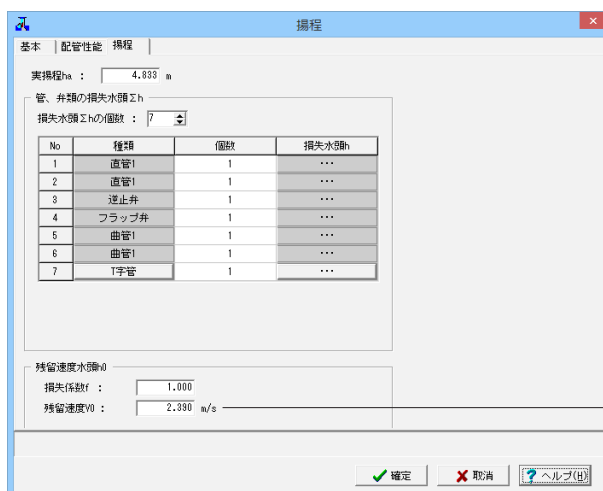 揚程
基本 配管性能 揚程
実揚程ha : 4.833 m
管、弁類の損失水頭Σh
損失水頭Σhの個数 : 7
No 種類 個数 損失水頭h
1 直管1 1 ･･･
2 直管1 1 ･･･
3 逆止弁 1 ･･･
4 フラップ弁 1 ･･･
5 曲管1 1 ･･･
6 曲管1 1 ･･･
7 T字管 1 ･･･
残留速度水頭h0
損失係数f : 1.000
残留速度V0 : 2.390 m/s
確定 取消 ヘルプ(H)